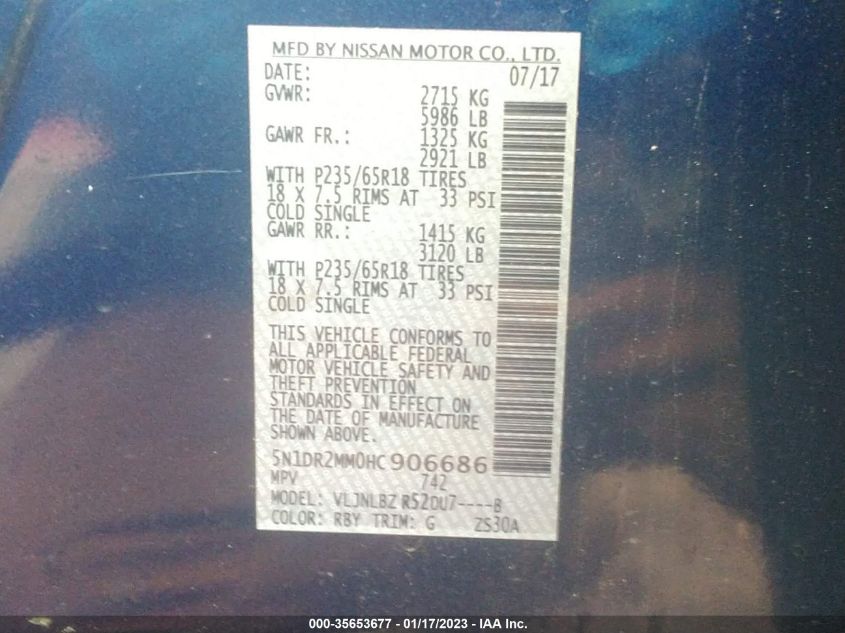 MFD BY NISSAN MOTOR CO., LTD.
DATE: 07/17
GVWR: 2715 KG
5986 LB
GAWR FR.: 1325 KG
2921 LB
WITH P235/65R18 TIRES
18 X 7.5 RIMS AT 33 PSI
COLD SINGLE
GAWR RR.: 1415 KG
3120 LB
WITH P235/65R18 TIRES
18 X 7.5 RIMS AT 33 PSI
COLD SINGLE
THIS VEHICLE CONFORMS TO
ALL APPLICABLE FEDERAL
MOTOR VEHICLE SAFETY AND
THEFT PREVENTION
STANDARDS IN EFFECT ON
THE DATE OF MANUFACTURE
SHOWN ABOVE.
5N1DR2MM0HC906686
MPV 742
MODEL: VLJNLBZ R52DU7----B
COLOR: RBY TRIM: G ZS30A
000-35653677 - 01/17/2023 - IAA Inc.